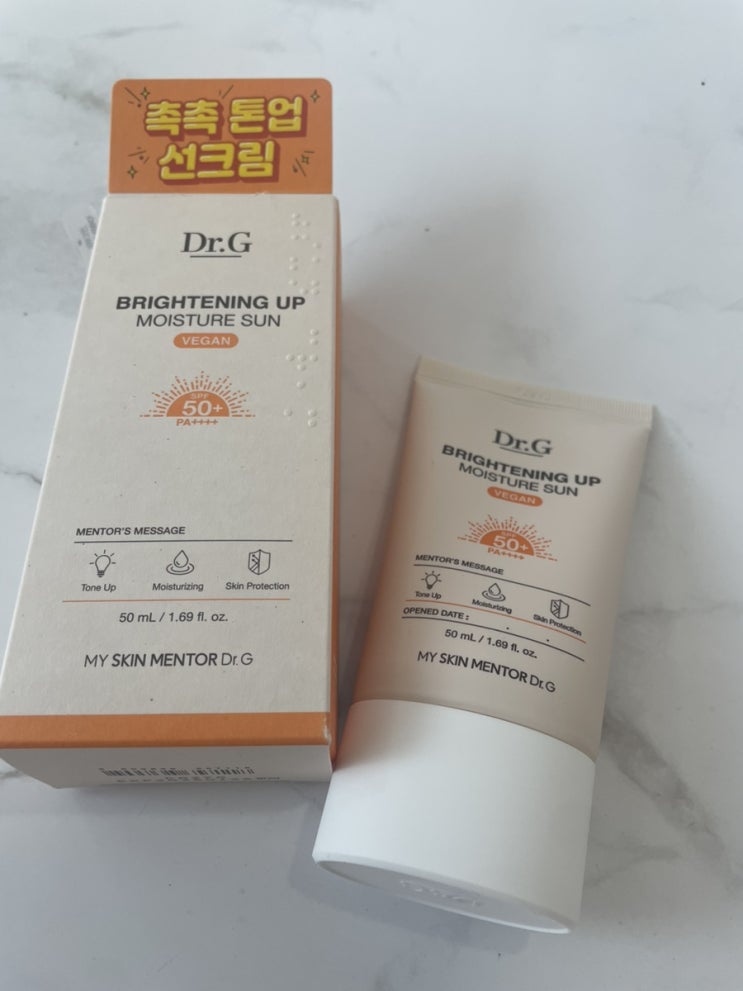 촉촉 톤업
선크림
Dr.G
BRIGHTENING UP
MOISTURE SUN
VEGAN
SPF
50+
PA++++
MENTOR'S MESSAGE
Tone Up Moisturizing Skin Protection
50 mL / 1.69 fl. oz.
MY SKIN MENTOR Dr.G
Dr.G
BRIGHTENING UP
MOISTURE SUN
VEGAN
SPF
50+
PA++++
MENTOR'S MESSAGE
Tone Up Moisturizing Skin Protection
OPENED DATE :
50 mL / 1.69 fl. oz.
MY SKIN MENTOR Dr.G